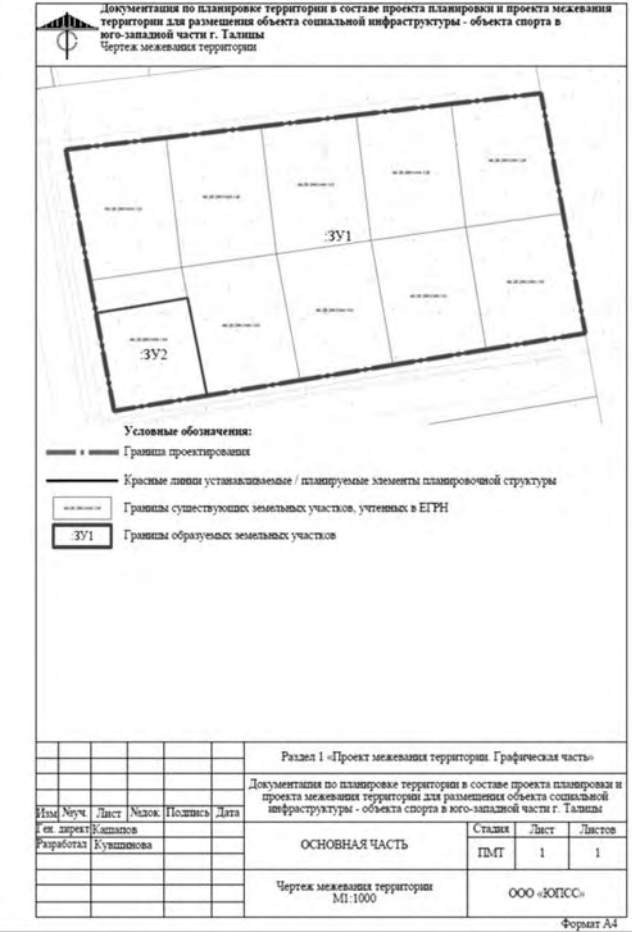 Документация по планировке территории в составе проекта планировки и проекта межевания
территории для размещения объекта социальной инфраструктуры - объекта спорта в
юго-западной части г. Талицы
Чертеж межевания территории
:ЗУ1
:ЗУ2
Условные обозначения:
Граница проектирования
Красные линии устанавливаемые / планируемые элементы планировочной структуры
Границы существующих земельных участков, учтенных в ЕГРН
:ЗУ1 Границы образуемых земельных участков
Раздел 1 «Проект межевания территории. Графическая часть»
Документация по планировке территории в составе проекта планировки и
проекта межевания территории для размещения объекта социальной
инфраструктуры - объекта спорта в юго-западной части г. Талицы
Изм №уч. Лист №док Подпись Дата
Ген. директ Кашапов
Разработал Кувшинова
ОСНОВНАЯ ЧАСТЬ
Стадия Лист Листов
ПМТ 1 1
Чертеж межевания территории
М1:1000
ООО «ЮПСС»
Формат А4